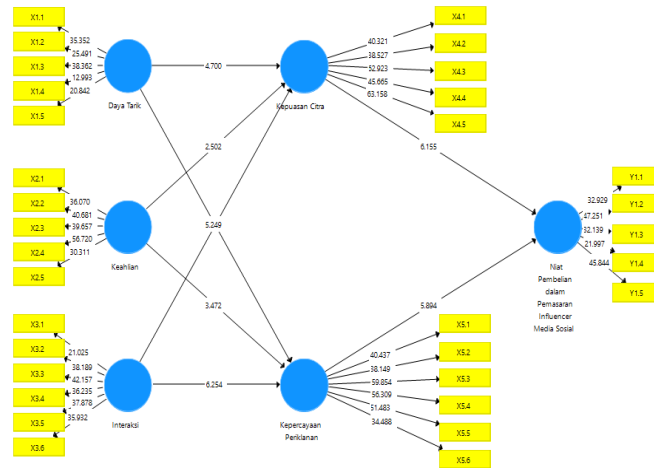 X1.1
X1.2
X1.3
X1.4
X1.5
35.352
25.491
38.362
12.993
20.842
Daya Tarik
X2.1
X2.2
X2.3
X2.4
X2.5
36.070
40.681
39.657
56.720
30.311
Keahlian
X3.1
X3.2
X3.3
X3.4
X3.5
X3.6
21.025
38.189
42.157
36.235
37.878
35.932
Interaksi
4.700
2.502
5.249
3.472
6.254
Kepuasan Citra
40.321
38.527
52.923
45.665
63.158
X4.1
X4.2
X4.3
X4.4
X4.5
Kepercayaan
Periklanan
40.437
38.149
59.854
56.309
51.483
34.488
X5.1
X5.2
X5.3
X5.4
X5.5
X5.6
6.155
5.894
Niat
Pembelian
dalam
Pemasaran
Influencer
Media Sosial
32.929
47.251
32.139
21.997
45.844
Y1.1
Y1.2
Y1.3
Y1.4
Y1.5